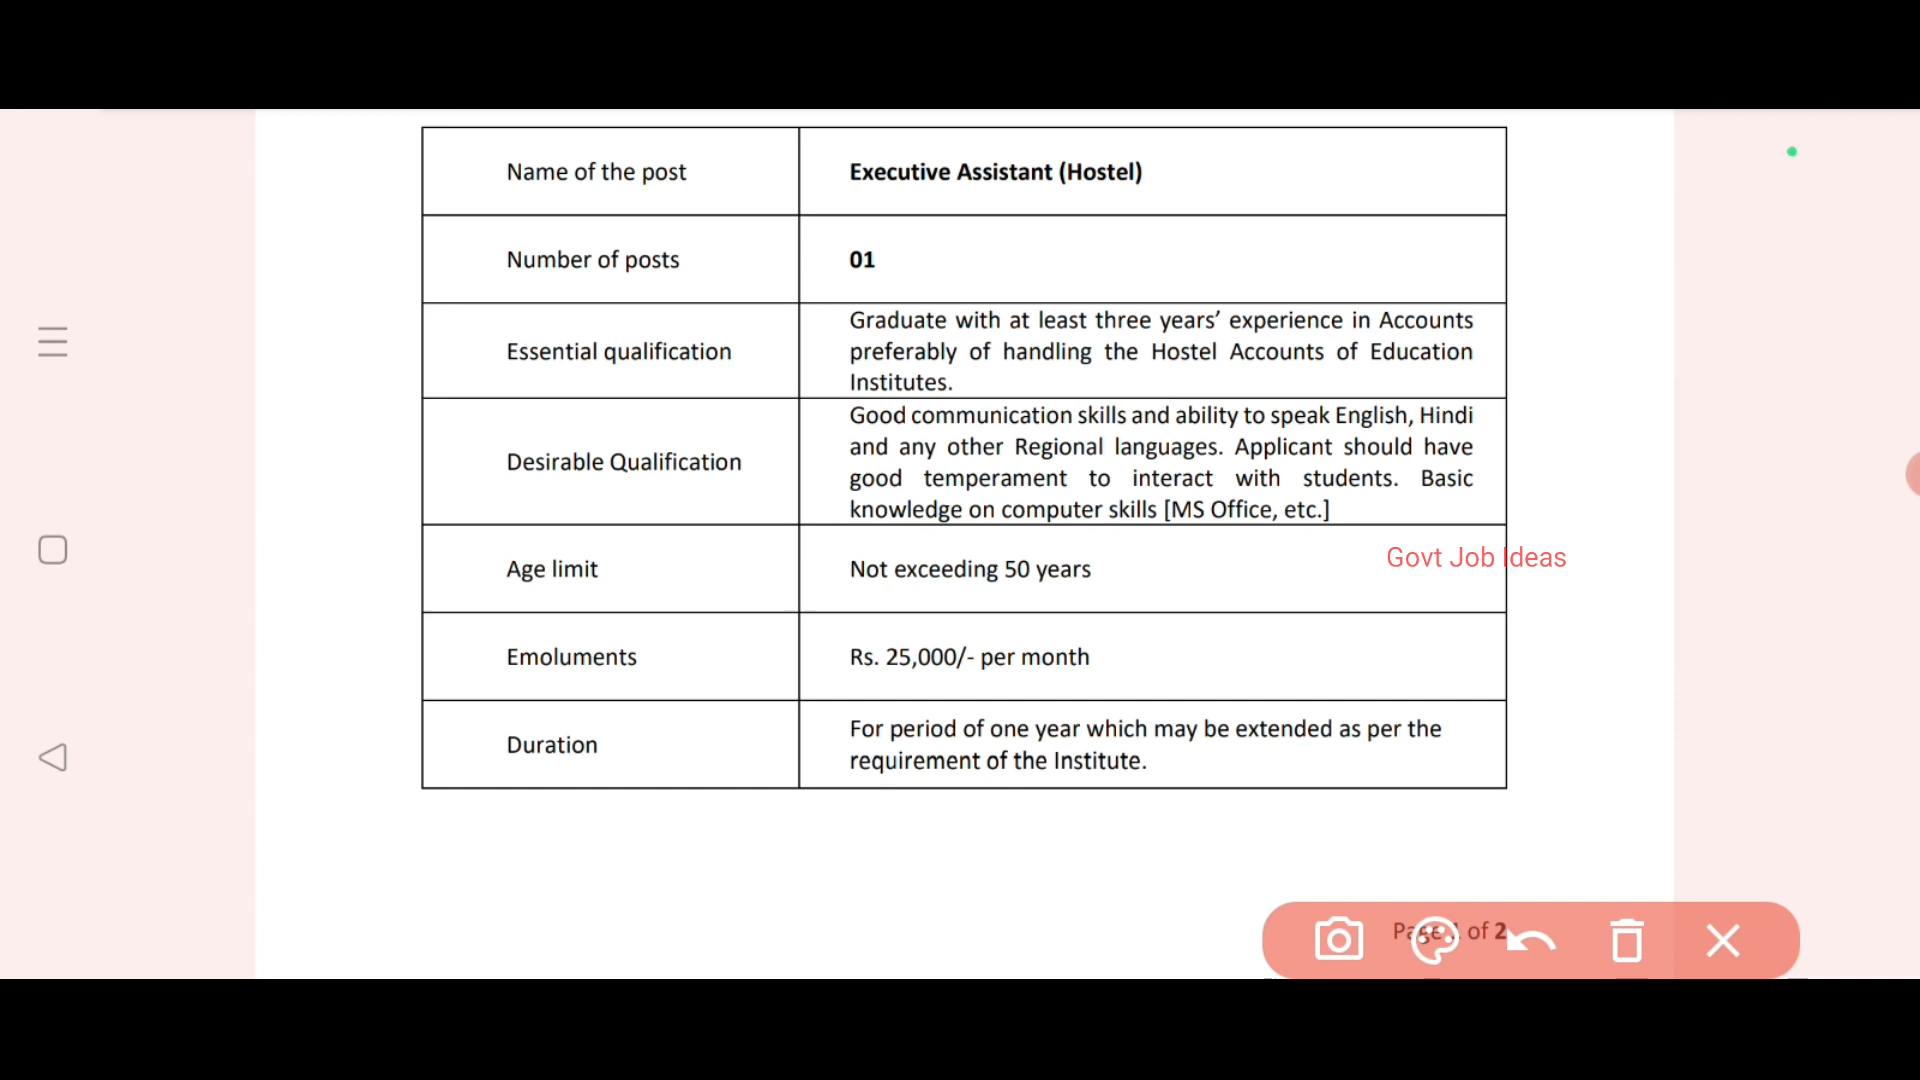 Name of the post
Executive Assistant (Hostel)
Number of posts
01
Essential qualification
Graduate with at least three years’ experience in Accounts
preferably of handling the Hostel Accounts of Education
Institutes.
Desirable Qualification
Good communication skills and ability to speak English, Hindi
and any other Regional languages. Applicant should have
good temperament to interact with students. Basic
knowledge on computer skills [MS Office, etc.]
Age limit
Not exceeding 50 years
Govt Job Ideas
Emoluments
Rs. 25,000/- per month
Duration
For period of one year which may be extended as per the
requirement of the Institute.
Page 1 of 2